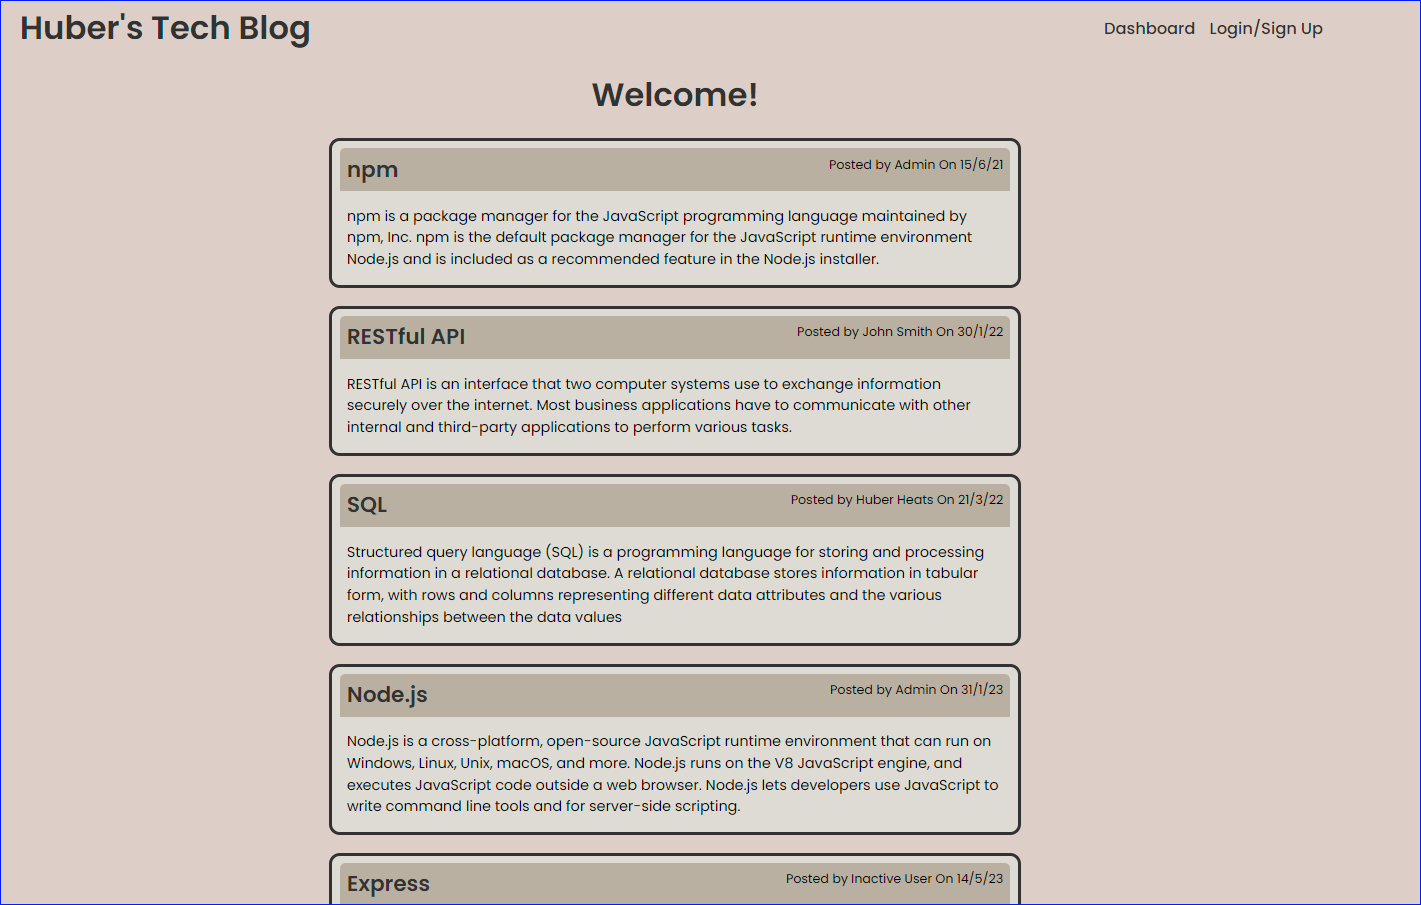 Huber's Tech Blog
Dashboard Login/Sign Up
Welcome!
npm
Posted by Admin On 15/6/21
npm is a package manager for the JavaScript programming language maintained by
npm, Inc. npm is the default package manager for the JavaScript runtime environment
Node.js and is included as a recommended feature in the Node.js installer.
RESTful API
Posted by John Smith On 30/1/22
RESTful API is an interface that two computer systems use to exchange information
securely over the internet. Most business applications have to communicate with other
internal and third-party applications to perform various tasks.
SQL
Posted by Huber Heats On 21/3/22
Structured query language (SQL) is a programming language for storing and processing
information in a relational database. A relational database stores information in tabular
form, with rows and columns representing different data attributes and the various
relationships between the data values
Node.js
Posted by Admin On 31/1/23
Node.js is a cross-platform, open-source JavaScript runtime environment that can run on
Windows, Linux, Unix, macOS, and more. Node.js runs on the V8 JavaScript engine, and
executes JavaScript code outside a web browser. Node.js lets developers use JavaScript to
write command line tools and for server-side scripting.
Express
Posted by Inactive User On 14/5/23